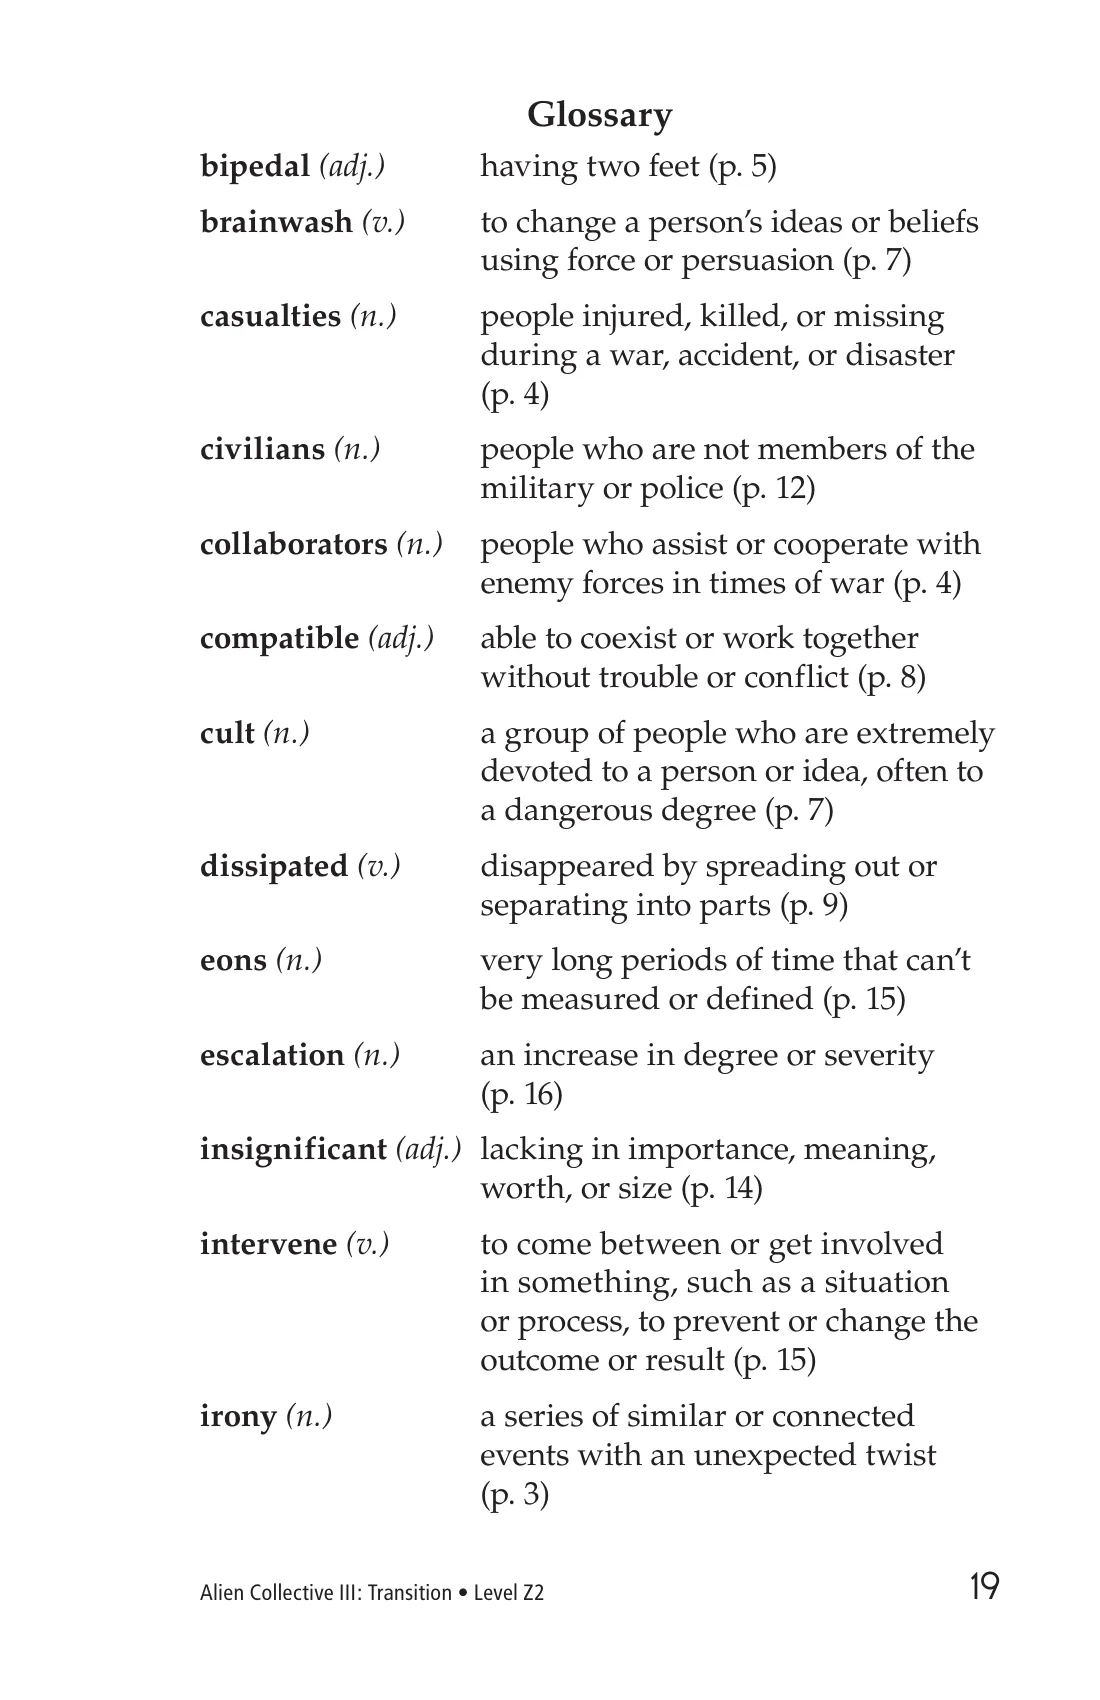 Glossary
bipedal (adj.) having two feet (p. 5)
brainwash (v.) to change a person’s ideas or beliefs
using force or persuasion (p. 7)
casualties (n.) people injured, killed, or missing
during a war, accident, or disaster
(p. 4)
civilians (n.) people who are not members of the
military or police (p. 12)
collaborators (n.) people who assist or cooperate with
enemy forces in times of war (p. 4)
compatible (adj.) able to coexist or work together
without trouble or conflict (p. 8)
cult (n.) a group of people who are extremely
devoted to a person or idea, often to
a dangerous degree (p. 7)
dissipated (v.) disappeared by spreading out or
separating into parts (p. 9)
eons (n.) very long periods of time that can’t
be measured or defined (p. 15)
escalation (n.) an increase in degree or severity
(p. 16)
insignificant (adj.) lacking in importance, meaning,
worth, or size (p. 14)
intervene (v.) to come between or get involved
in something, such as a situation
or process, to prevent or change the
outcome or result (p. 15)
irony (n.) a series of similar or connected
events with an unexpected twist
(p. 3)
Alien Collective III: Transition • Level Z2 19